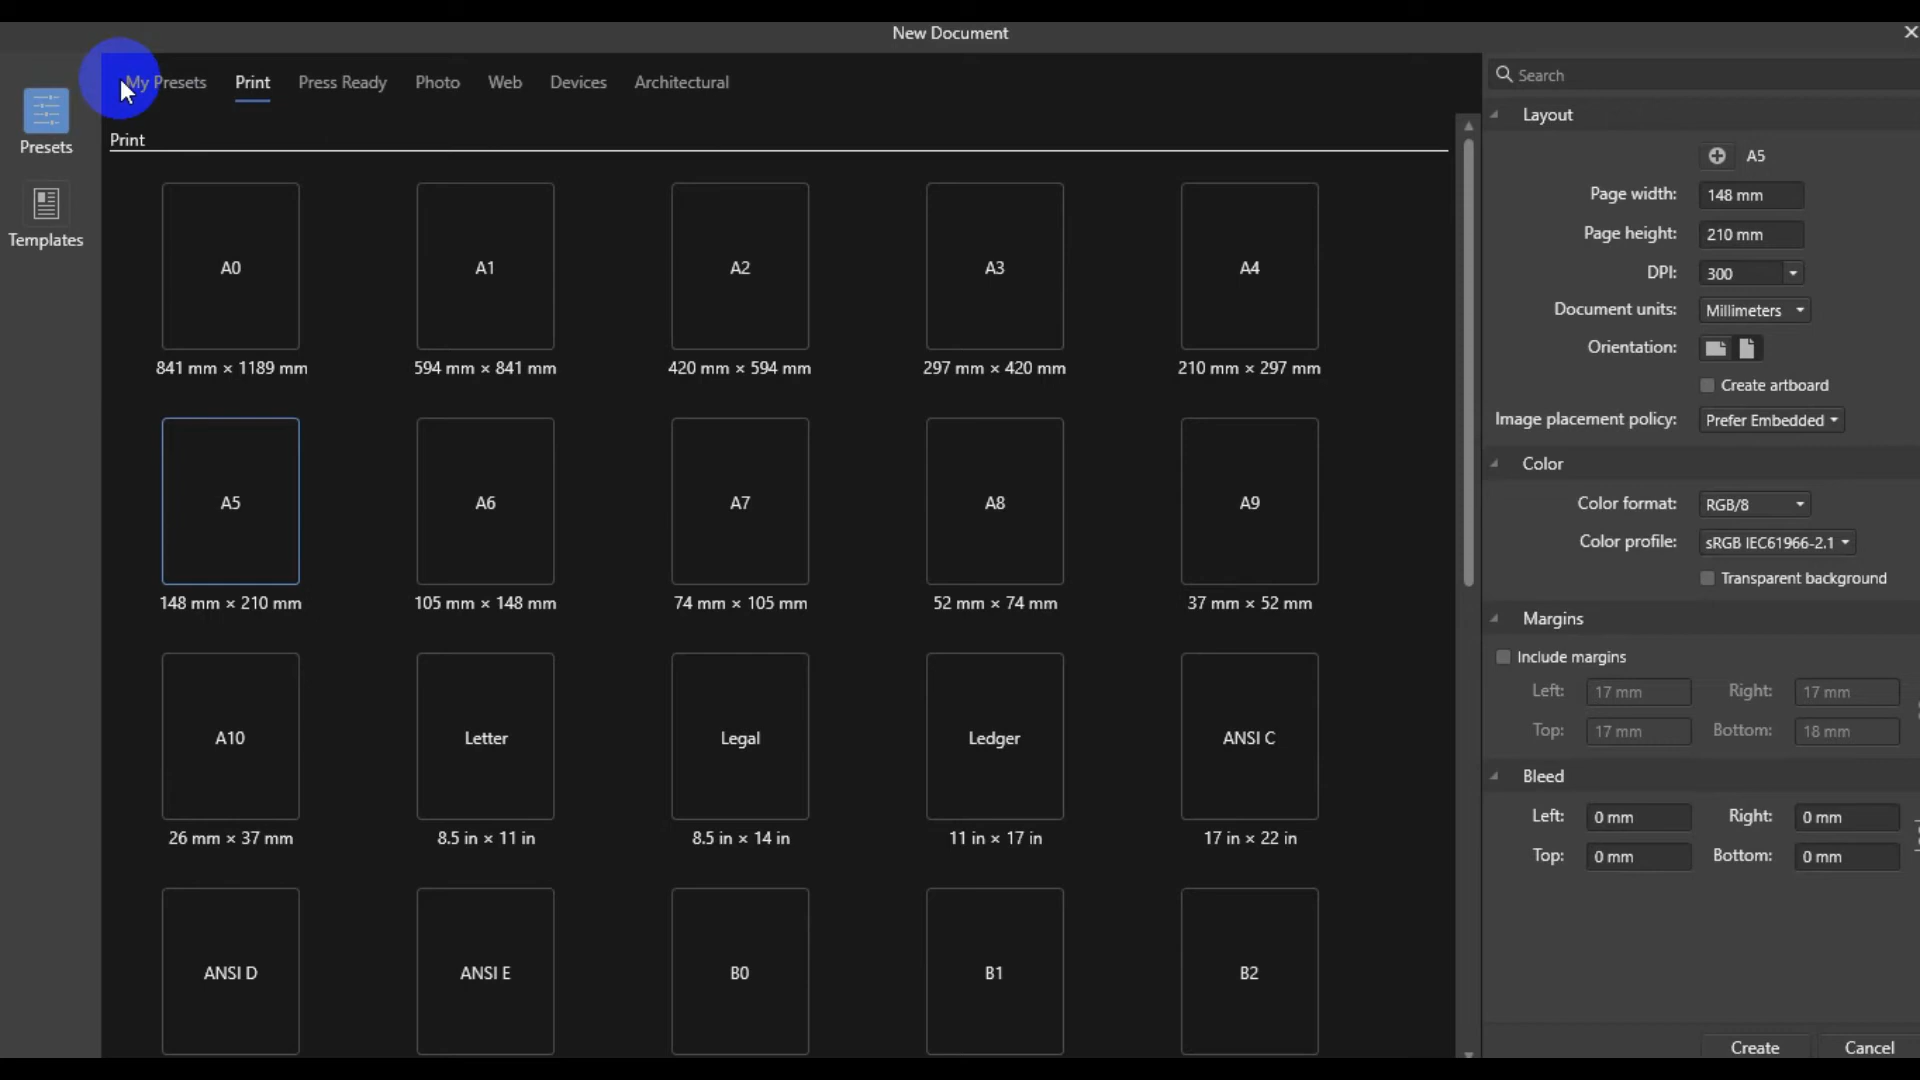 New Document
My Presets Print Press Ready Photo Web Devices Architectural
Presets
Templates
Print
A0 A1 A2 A3 A4
841 mm × 1189 mm 594 mm × 841 mm 420 mm × 594 mm 297 mm × 420 mm 210 mm × 297 mm
A5 A6 A7 A8 A9
148 mm × 210 mm 105 mm × 148 mm 74 mm × 105 mm 52 mm × 74 mm 37 mm × 52 mm
A10 Letter Legal Ledger ANSI C
26 mm × 37 mm 8.5 in × 11 in 8.5 in × 14 in 11 in × 17 in 17 in × 22 in
ANSI D ANSI E B0 B1 B2
Search
Layout
A5
Page width: 148 mm
Page height: 210 mm
DPI: 300
Document units: Millimeters
Orientation:
Create artboard
Image placement policy: Prefer Embedded
Color
Color format: RGB/8
Color profile: sRGB IEC61966-2.1
Transparent background
Margins
Include margins
Left: 17 mm Right: 17 mm
Top: 17 mm Bottom: 18 mm
Bleed
Left: 0 mm Right: 0 mm
Top: 0 mm Bottom: 0 mm
Create Cancel